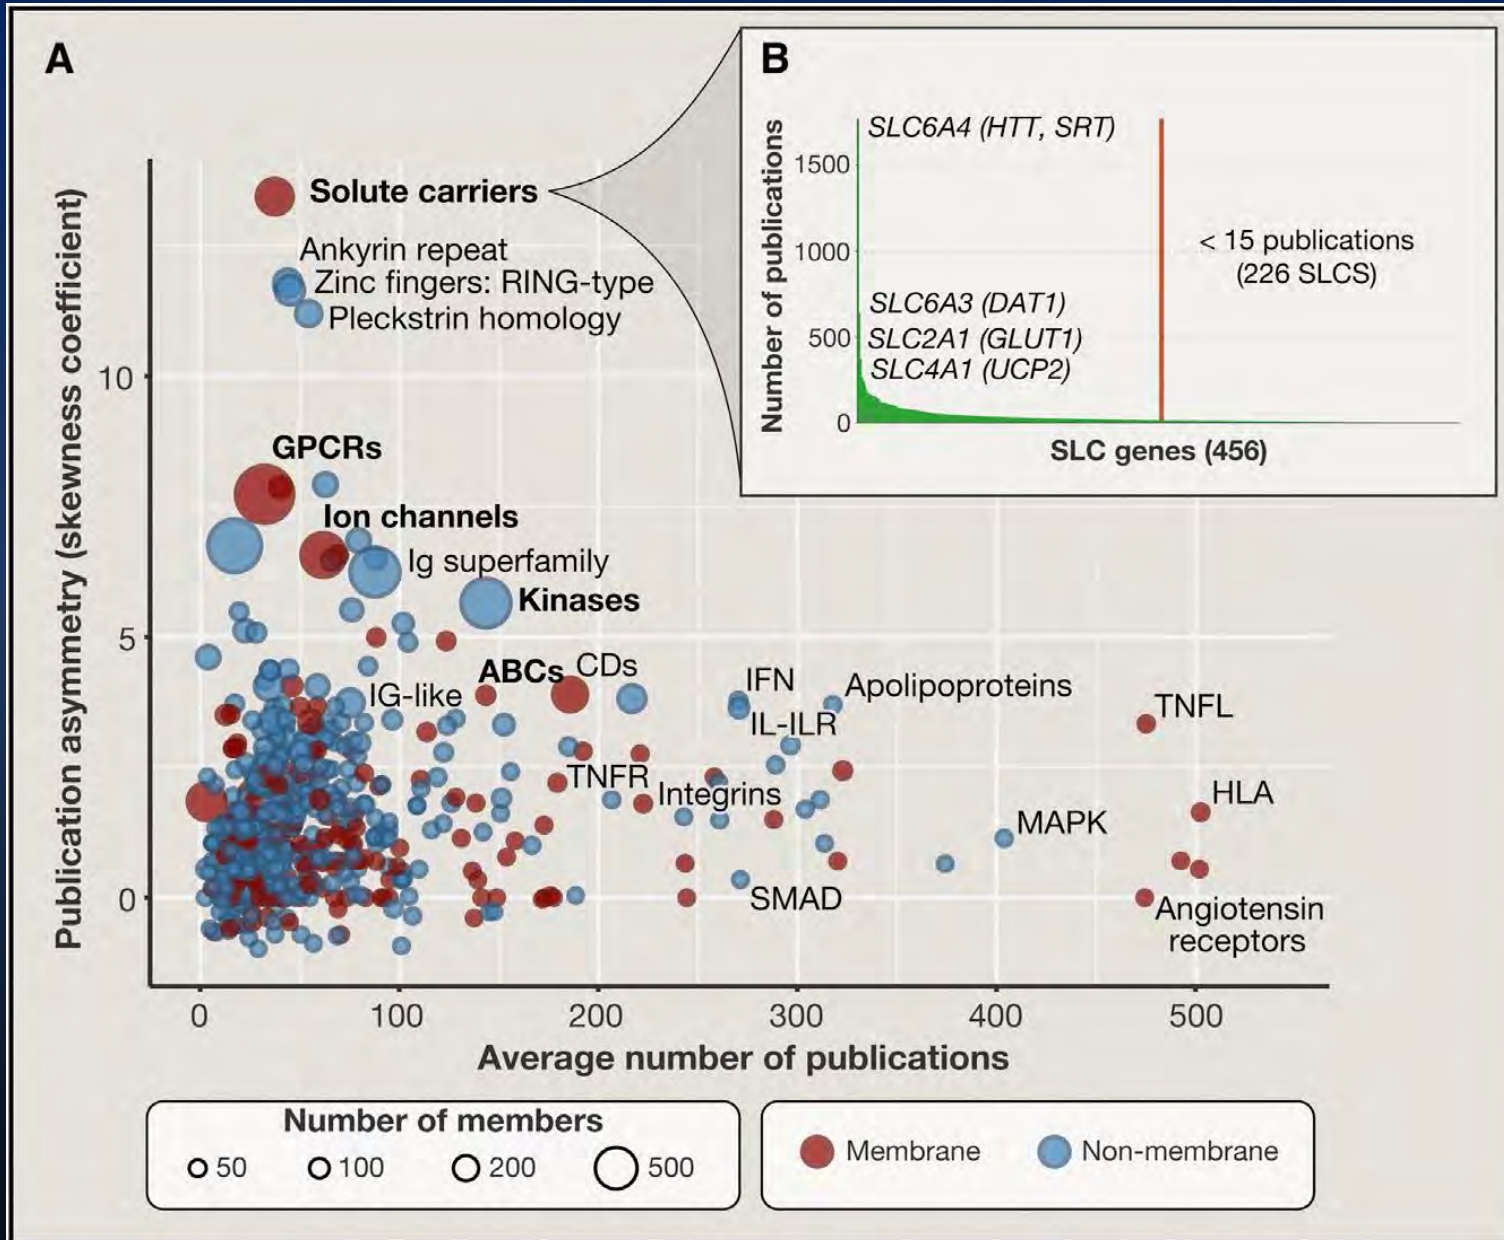 A
Publication asymmetry (skewness coefficient)
10
5
0
Solute carriers
Ankyrin repeat
Zinc fingers: RING-type
Pleckstrin homology
GPCRs
Ion channels
Ig superfamily
Kinases
ABCs
CDs
IG-like
IFN
Apolipoproteins
IL-ILR
TNFL
TNFR
Integrins
HLA
MAPK
SMAD
Angiotensin
receptors
0
100
200
300
400
500
Average number of publications
B
Number of publications
1500
1000
500
0
SLC6A4 (HTT, SRT)
< 15 publications
(226 SLCS)
SLC6A3 (DAT1)
SLC2A1 (GLUT1)
SLC4A1 (UCP2)
SLC genes (456)
Number of members
50
100
200
500
Membrane
Non-membrane